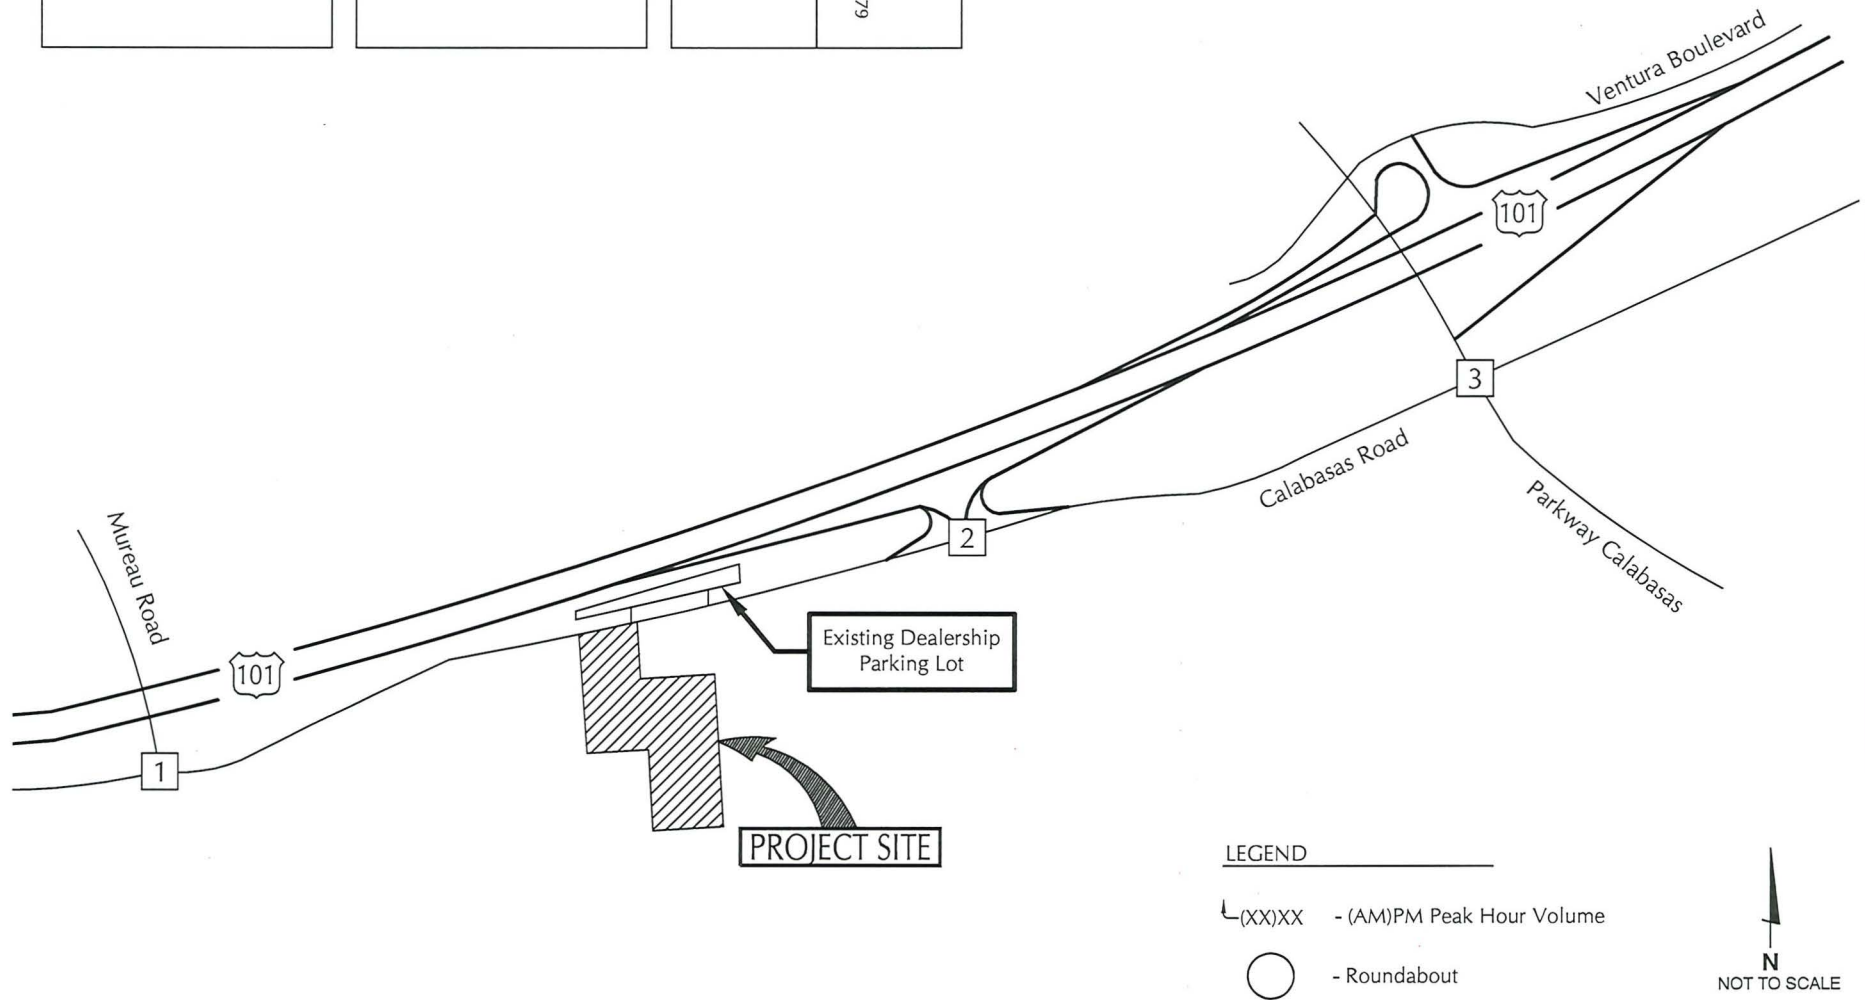 79
Ventura Boulevard
101
3
Calabasas Road
Parkway Calabasas
2
Mureau Road
101
1
Existing Dealership
Parking Lot
PROJECT SITE
LEGEND
(XX)XX - (AM)PM Peak Hour Volume
- Roundabout
N
NOT TO SCALE